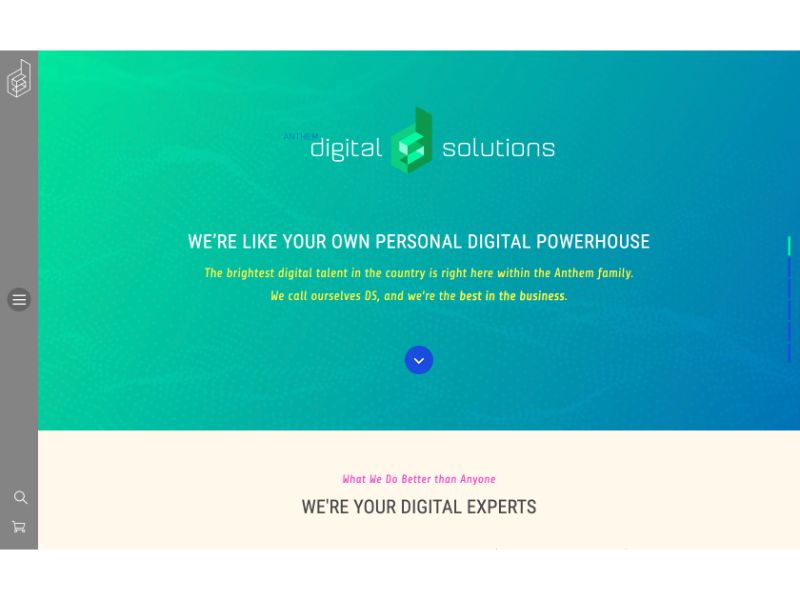 ANTHEM
digital solutions
WE'RE LIKE YOUR OWN PERSONAL DIGITAL POWERHOUSE
The brightest digital talent in the country is right here within the Anthem family.
We call ourselves DS, and we're the best in the business.
What We Do Better than Anyone
WE'RE YOUR DIGITAL EXPERTS